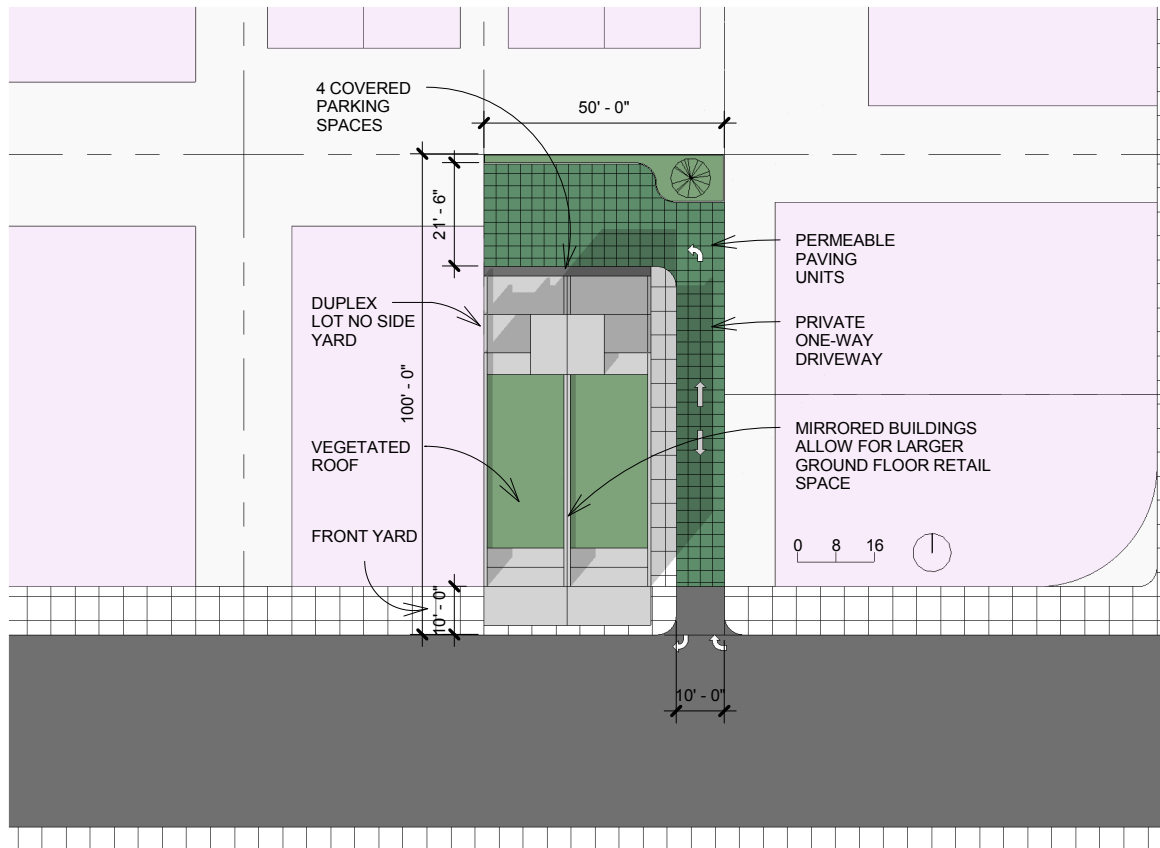 4 COVERED
PARKING
SPACES
50' - 0"
21' - 6"
PERMEABLE
PAVING
UNITS
DUPLEX
LOT NO SIDE
YARD
PRIVATE
ONE-WAY
DRIVEWAY
100' - 0"
VEGETATED
ROOF
MIRRORED BUILDINGS
ALLOW FOR LARGER
GROUND FLOOR RETAIL
SPACE
FRONT YARD
0 8 16
10' - 0"
10' - 0"